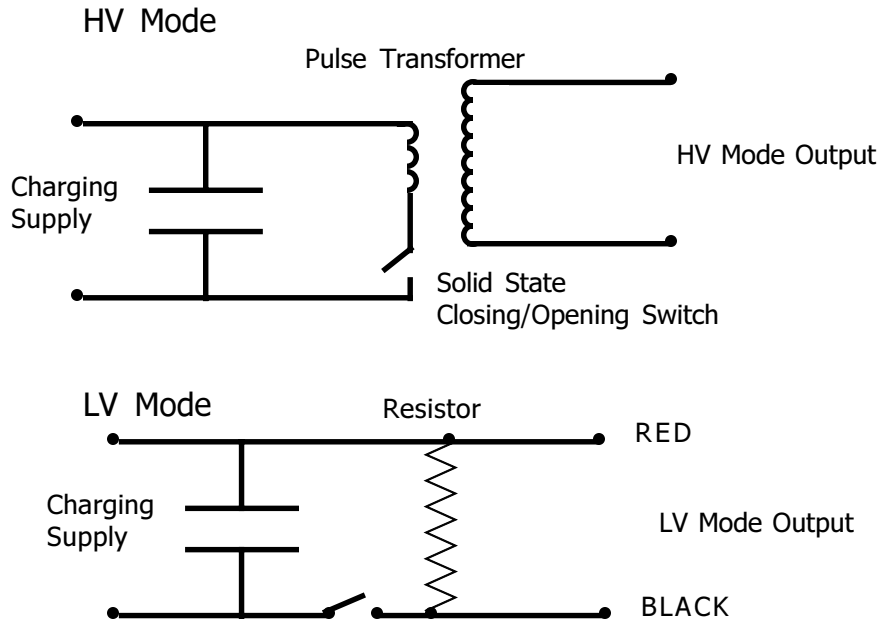 HV Mode
Pulse Transformer
HV Mode Output
Charging
Supply
Solid State
Closing/Opening Switch
LV Mode
Resistor
RED
Charging
Supply
LV Mode Output
BLACK